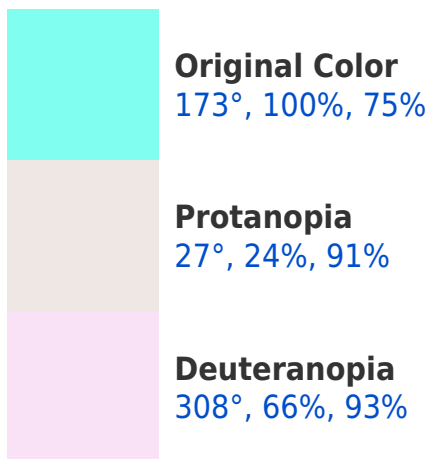 Original Color
173°, 100%, 75%
Protanopia
27°, 24%, 91%
Deuteranopia
308°, 66%, 93%